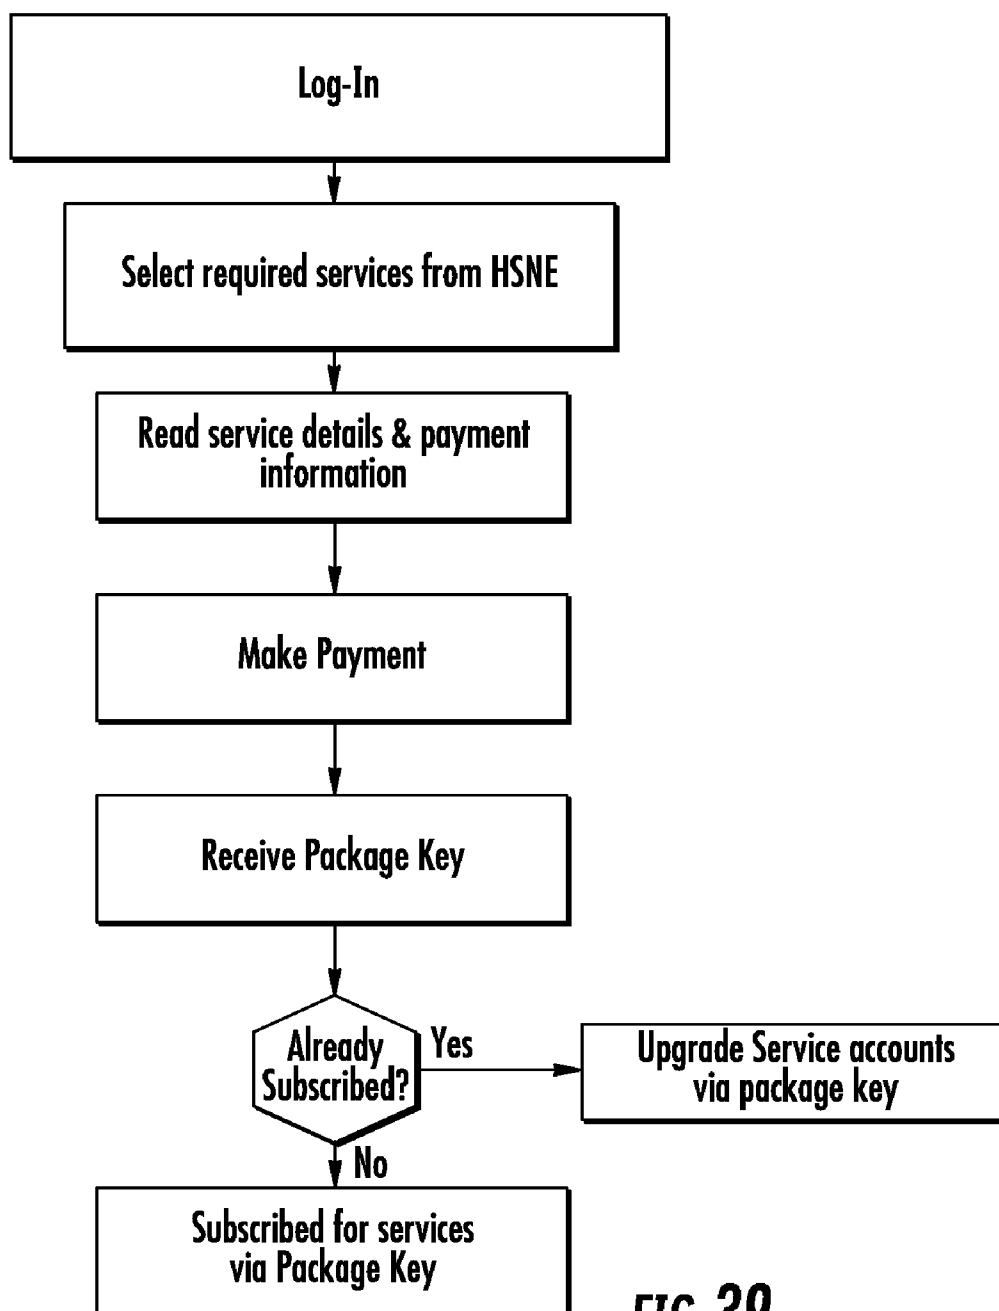 Log-In
Select required services from HSNE
Read service details & payment
information
Make Payment
Receive Package Key
Already
Subscribed?
Yes
Upgrade Service accounts
via package key
No
Subscribed for services
via Package Key
FIG.